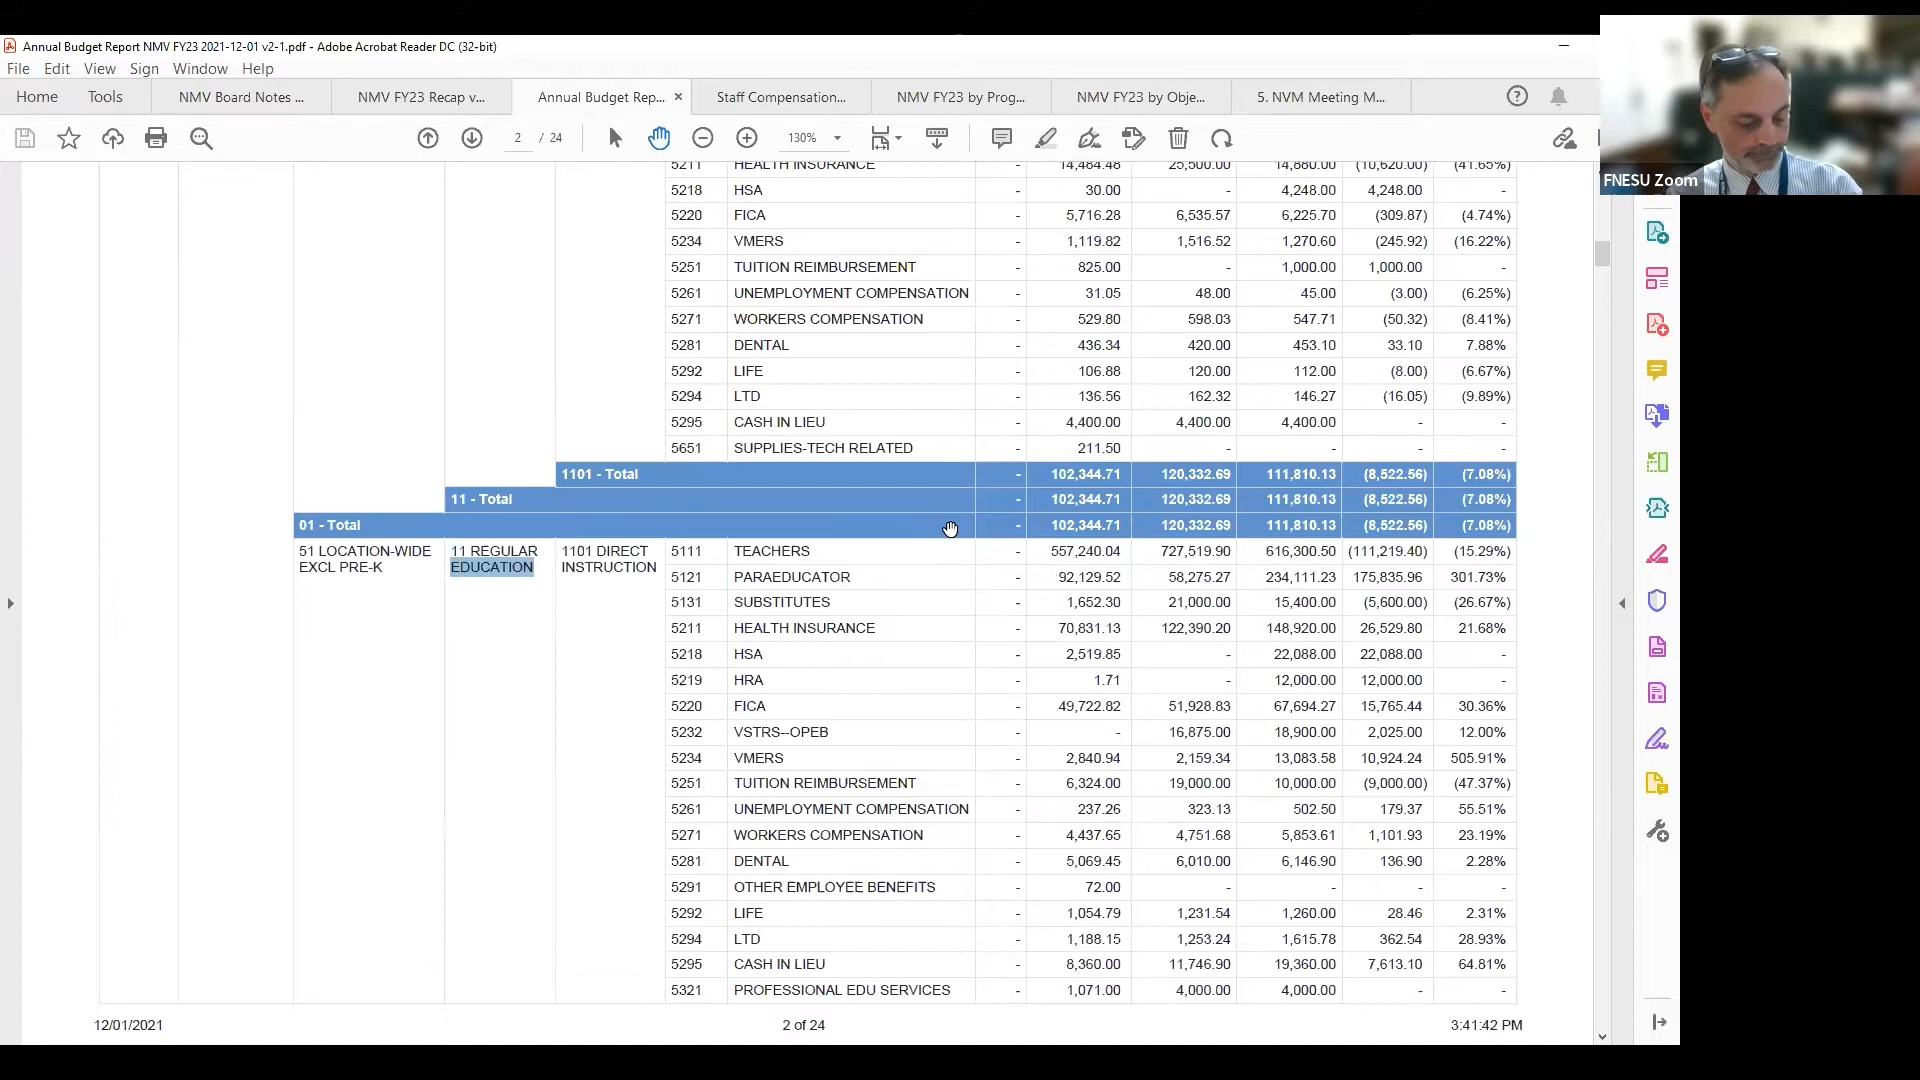 Annual Budget Report NMV FY23 2021-12-01 v2-1.pdf - Adobe Acrobat Reader DC (32-bit)
File Edit View Sign Window Help
Home Tools NMV Board Notes ... NMV FY23 Recap v... Annual Budget Rep... × Staff Compensation... NMV FY23 by Prog... NMV FY23 by Obje... 5. NVM Meeting M...
2 / 24 130%
FNESU Zoom
5211 HEALTH INSURANCE - 14,484.48 25,500.00 14,880.00 (10,620.00) (41.65%)
5218 HSA - 30.00 - 4,248.00 4,248.00 -
5220 FICA - 5,716.28 6,535.57 6,225.70 (309.87) (4.74%)
5234 VMERS - 1,119.82 1,516.52 1,270.60 (245.92) (16.22%)
5251 TUITION REIMBURSEMENT - 825.00 - 1,000.00 1,000.00 -
5261 UNEMPLOYMENT COMPENSATION - 31.05 48.00 45.00 (3.00) (6.25%)
5271 WORKERS COMPENSATION - 529.80 598.03 547.71 (50.32) (8.41%)
5281 DENTAL - 436.34 420.00 453.10 33.10 7.88%
5292 LIFE - 106.88 120.00 112.00 (8.00) (6.67%)
5294 LTD - 136.56 162.32 146.27 (16.05) (9.89%)
5295 CASH IN LIEU - 4,400.00 4,400.00 4,400.00 - -
5651 SUPPLIES-TECH RELATED - 211.50 - - - -
1101 - Total - 102,344.71 120,332.69 111,810.13 (8,522.56) (7.08%)
11 - Total - 102,344.71 120,332.69 111,810.13 (8,522.56) (7.08%)
01 - Total - 102,344.71 120,332.69 111,810.13 (8,522.56) (7.08%)
51 LOCATION-WIDE 11 REGULAR 1101 DIRECT 5111 TEACHERS - 557,240.04 727,519.90 616,300.50 (111,219.40) (15.29%)
EXCL PRE-K EDUCATION INSTRUCTION
5121 PARAEDUCATOR - 92,129.52 58,275.27 234,111.23 175,835.96 301.73%
5131 SUBSTITUTES - 1,652.30 21,000.00 15,400.00 (5,600.00) (26.67%)
5211 HEALTH INSURANCE - 70,831.13 122,390.20 148,920.00 26,529.80 21.68%
5218 HSA - 2,519.85 - 22,088.00 22,088.00 -
5219 HRA - 1.71 - 12,000.00 12,000.00 -
5220 FICA - 49,722.82 51,928.83 67,694.27 15,765.44 30.36%
5232 VSTRS--OPEB - - 16,875.00 18,900.00 2,025.00 12.00%
5234 VMERS - 2,840.94 2,159.34 13,083.58 10,924.24 505.91%
5251 TUITION REIMBURSEMENT - 6,324.00 19,000.00 10,000.00 (9,000.00) (47.37%)
5261 UNEMPLOYMENT COMPENSATION - 237.26 323.13 502.50 179.37 55.51%
5271 WORKERS COMPENSATION - 4,437.65 4,751.68 5,853.61 1,101.93 23.19%
5281 DENTAL - 5,069.45 6,010.00 6,146.90 136.90 2.28%
5291 OTHER EMPLOYEE BENEFITS - 72.00 - - - -
5292 LIFE - 1,054.79 1,231.54 1,260.00 28.46 2.31%
5294 LTD - 1,188.15 1,253.24 1,615.78 362.54 28.93%
5295 CASH IN LIEU - 8,360.00 11,746.90 19,360.00 7,613.10 64.81%
5321 PROFESSIONAL EDU SERVICES - 1,071.00 4,000.00 4,000.00 - -
12/01/2021 2 of 24 3:41:42 PM